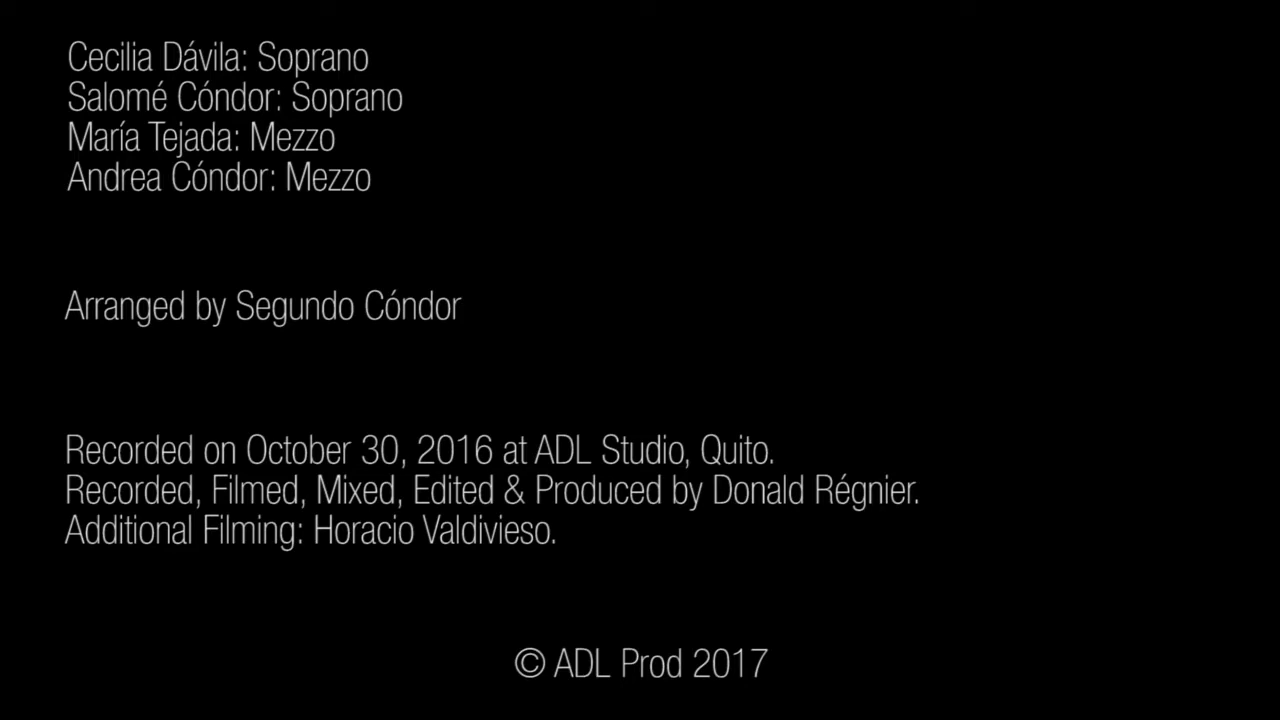 Cecilia Dávila: Soprano
Salomé Cóndor: Soprano
María Tejada: Mezzo
Andrea Cóndor: Mezzo
Arranged by Segundo Cóndor
Recorded on October 30, 2016 at ADL Studio, Quito.
Recorded, Filmed, Mixed, Edited & Produced by Donald Régnier.
Additional Filming: Horacio Valdivieso.
© ADL Prod 2017